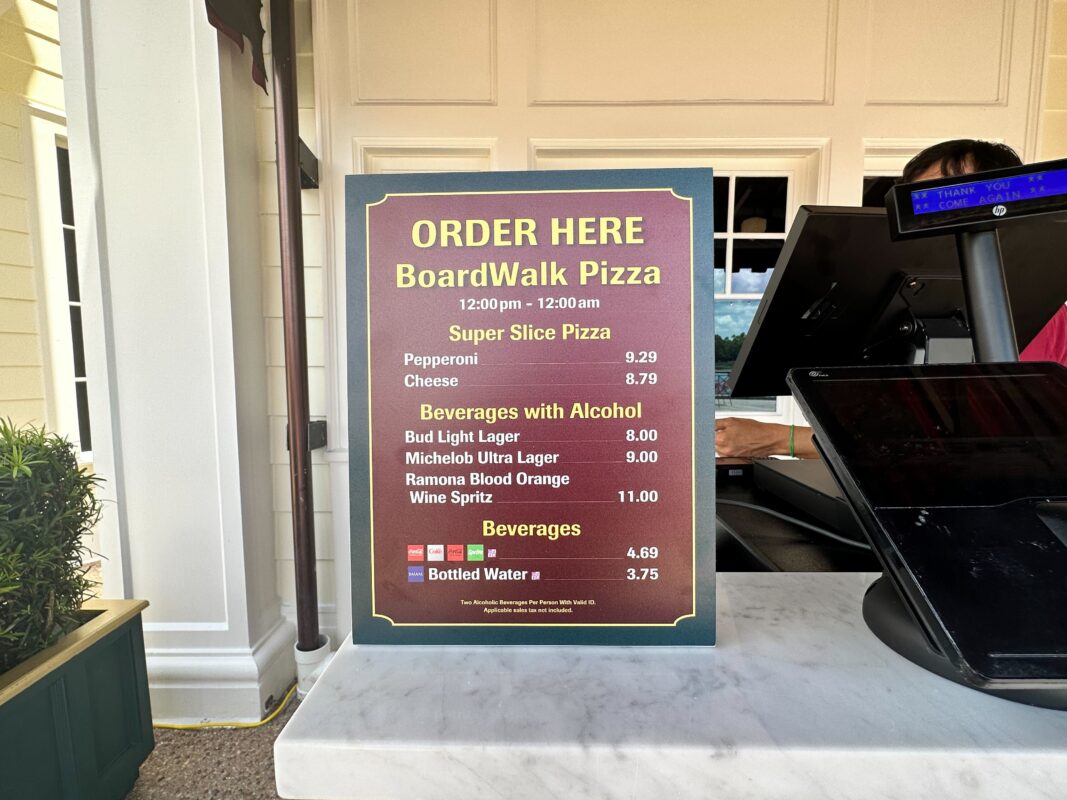 ORDER HERE
BoardWalk Pizza
12:00pm - 12:00am
Super Slice Pizza
Pepperoni 9.29
Cheese 8.79
Beverages with Alcohol
Bud Light Lager 8.00
Michelob Ultra Lager 9.00
Ramona Blood Orange
Wine Spritz 11.00
Beverages
Sprite 4.69
Bottled Water 3.75
Two Alcoholic Beverages Per Person With Valid ID.
Applicable sales tax not included.
** THANK YOU **
** COME AGAIN **
hp